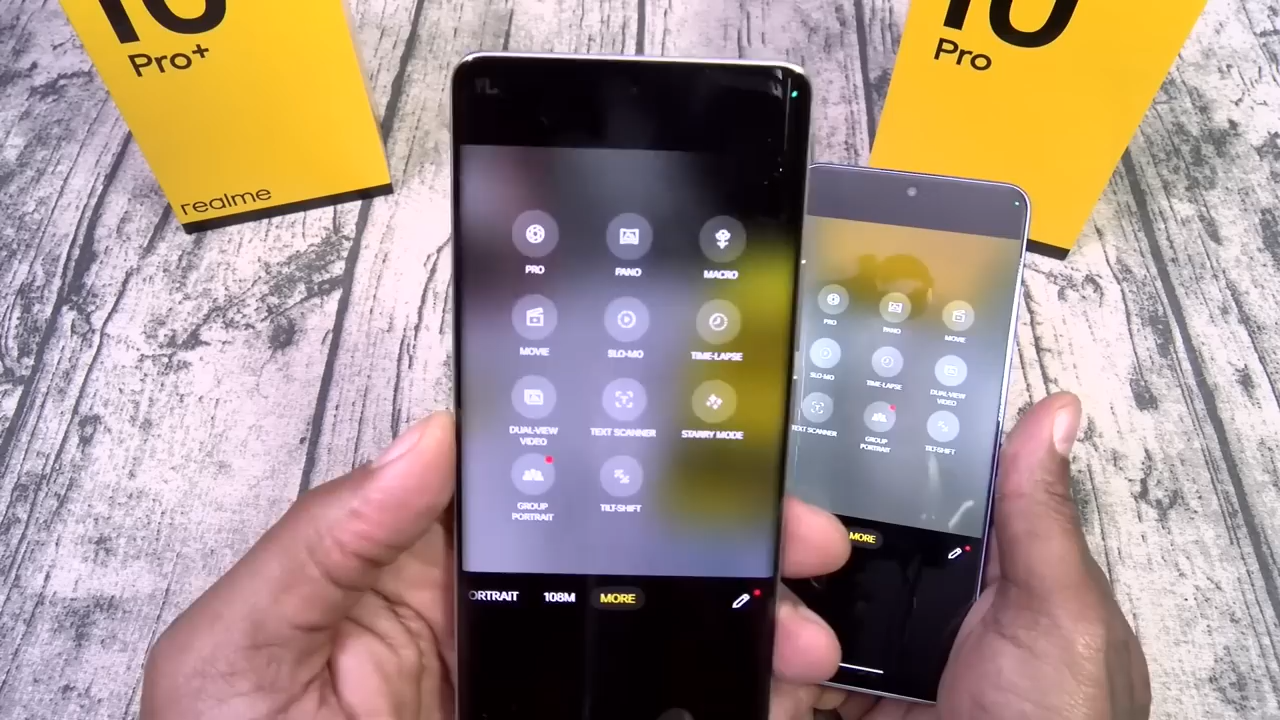 10
Pro+
realme
10
Pro
PRO
PANO
MACRO
MOVIE
SLO-MO
TIME-LAPSE
DUAL-VIEW
VIDEO
TEXT SCANNER
STARRY MODE
GROUP
PORTRAIT
TILT-SHIFT
ORTRAIT
108M
MORE
PRO
PANO
MOVIE
SLO-MO
TIME-LAPSE
DUAL-VIEW
VIDEO
TEXT SCANNER
GROUP
PORTRAIT
TILT-SHIFT
MORE